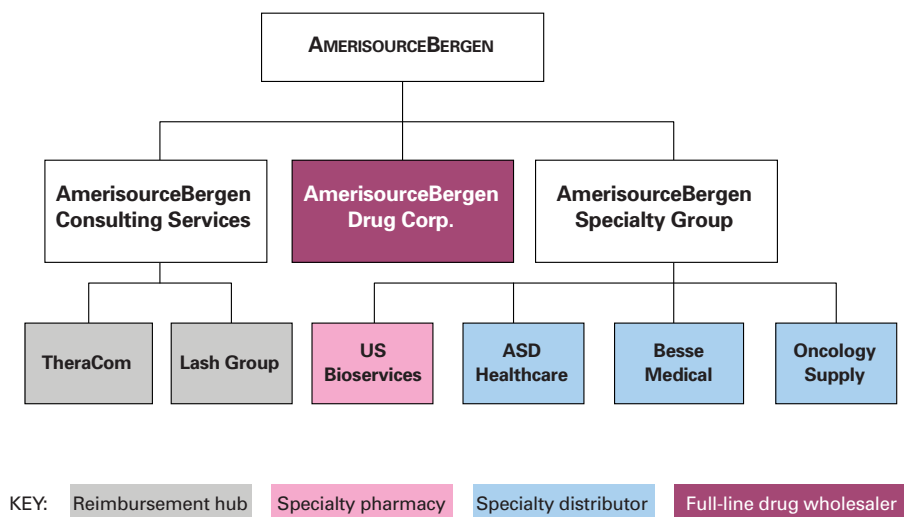 AMERISOURCEBERGEN
AmerisourceBergen
Consulting Services
AmerisourceBergen
Drug Corp.
AmerisourceBergen
Specialty Group
TheraCom
Lash Group
US
Bioservices
ASD
Healthcare
Besse
Medical
Oncology
Supply
KEY: Reimbursement hub Specialty pharmacy Specialty distributor Full-line drug wholesaler